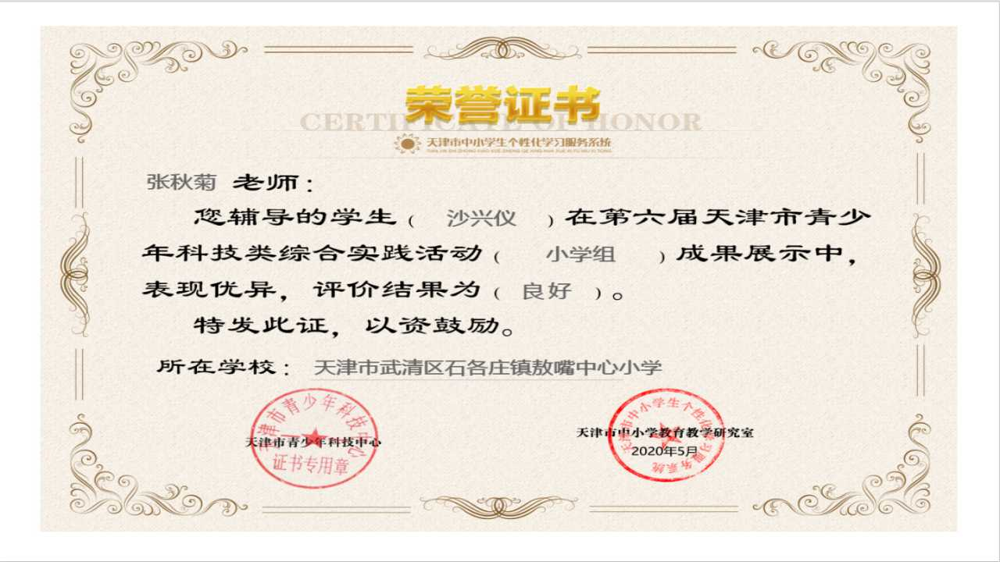 荣誉证书
CERTIFICATE OF HONOR
天津市中小学生个性化学习服务系统
TIAN JIN SHI ZHONG XIAO XUE SHENG GE XING HUA XUE XI FU WU XI TONG
张秋菊 老师：
您辅导的学生（ 沙兴仪 ）在第六届天津市青少
年科技类综合实践活动（ 小学组 ）成果展示中，
表现优异，评价结果为（ 良好 ）。
特发此证，以资鼓励。
所在学校： 天津市武清区石各庄镇敖嘴中心小学
天津市青少年科技中心
天津市青少年科技中心
证书专用章
天津市中小学教育教学研究室
2020年5月
天津市中小学生个性化学习服务系统